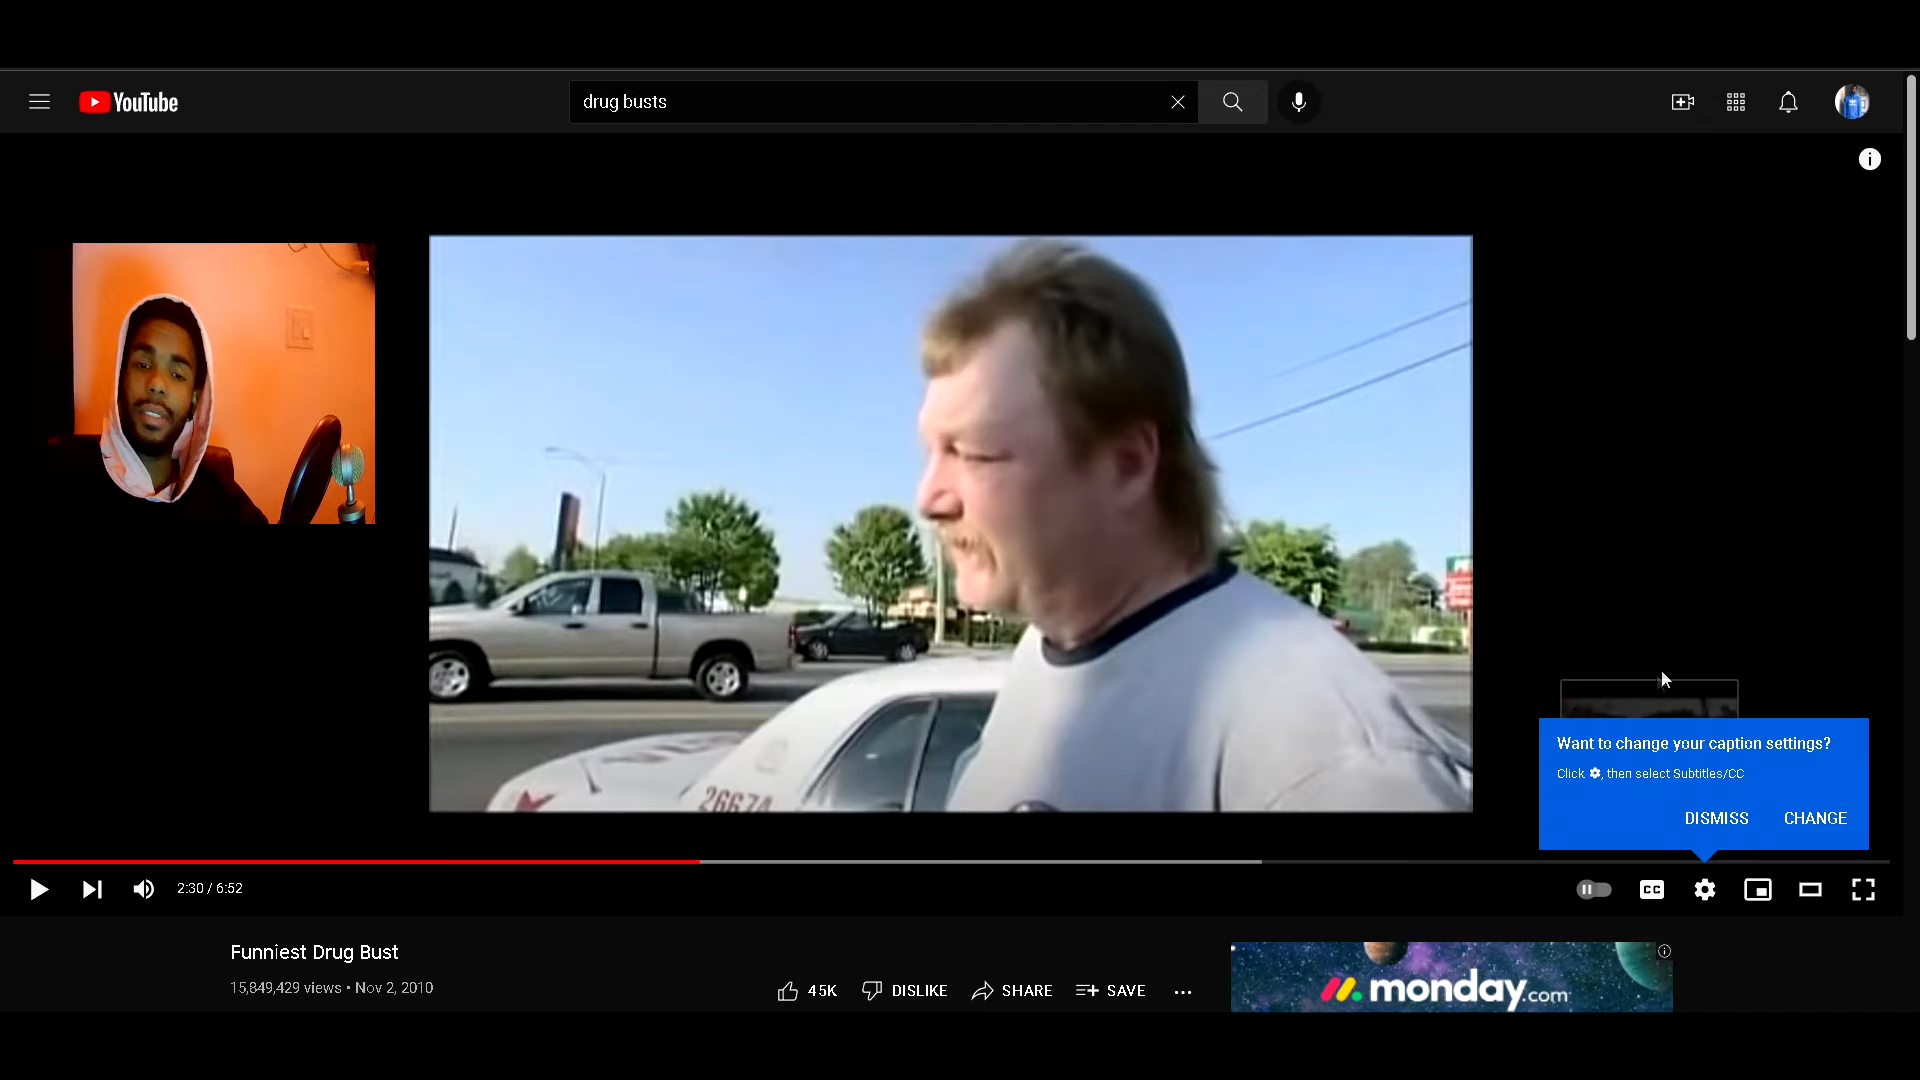 YouTube
drug busts
26674
Want to change your caption settings?
Click ⚙, then select Subtitles/CC
DISMISS
CHANGE
2:30 / 6:52
CC
Funniest Drug Bust
15,849,429 views • Nov 2, 2010
45K
DISLIKE
SHARE
SAVE
monday.com